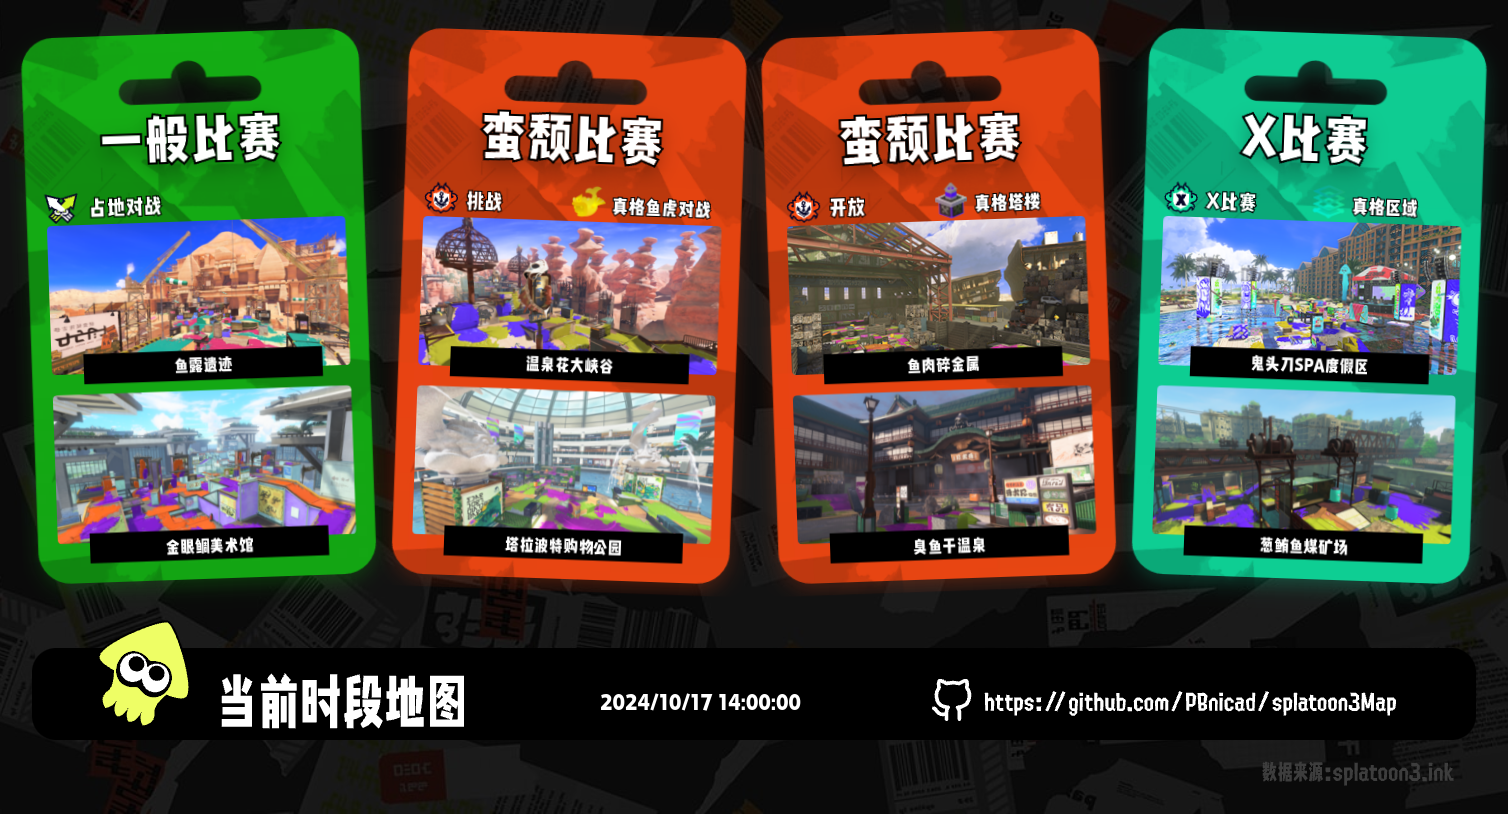 一般比赛
占地对战
鱼露遗迹
金眼鲷美术馆
蛮颓比赛
挑战
真格鱼虎对战
温泉花大峡谷
塔拉波特购物公园
蛮颓比赛
开放
真格塔楼
鱼肉碎金属
臭鱼干温泉
X比赛
X比赛
真格区域
鬼头刀SPA度假区
葱鲔鱼煤矿场
当前时段地图
2024/10/17 14:00:00
https://github.com/PBnicad/splatoon3Map
数据来源:splatoon3.ink